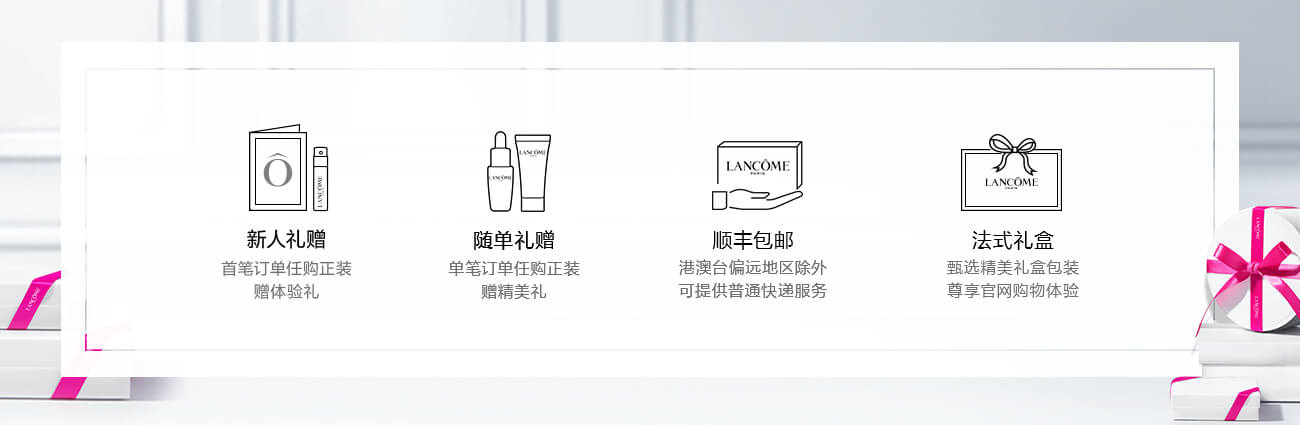 Ô
LANCÔME
LANCÔME
LANCÔME
LANCÔME
PARIS
LANCÔME
PARIS
新人礼赠
首笔订单任购正装
赠体验礼
随单礼赠
单笔订单任购正装
赠精美礼
顺丰包邮
港澳台偏远地区除外
可提供普通快递服务
法式礼盒
甄选精美礼盒包装
尊享官网购物体验
LANCÔME
LANCÔME